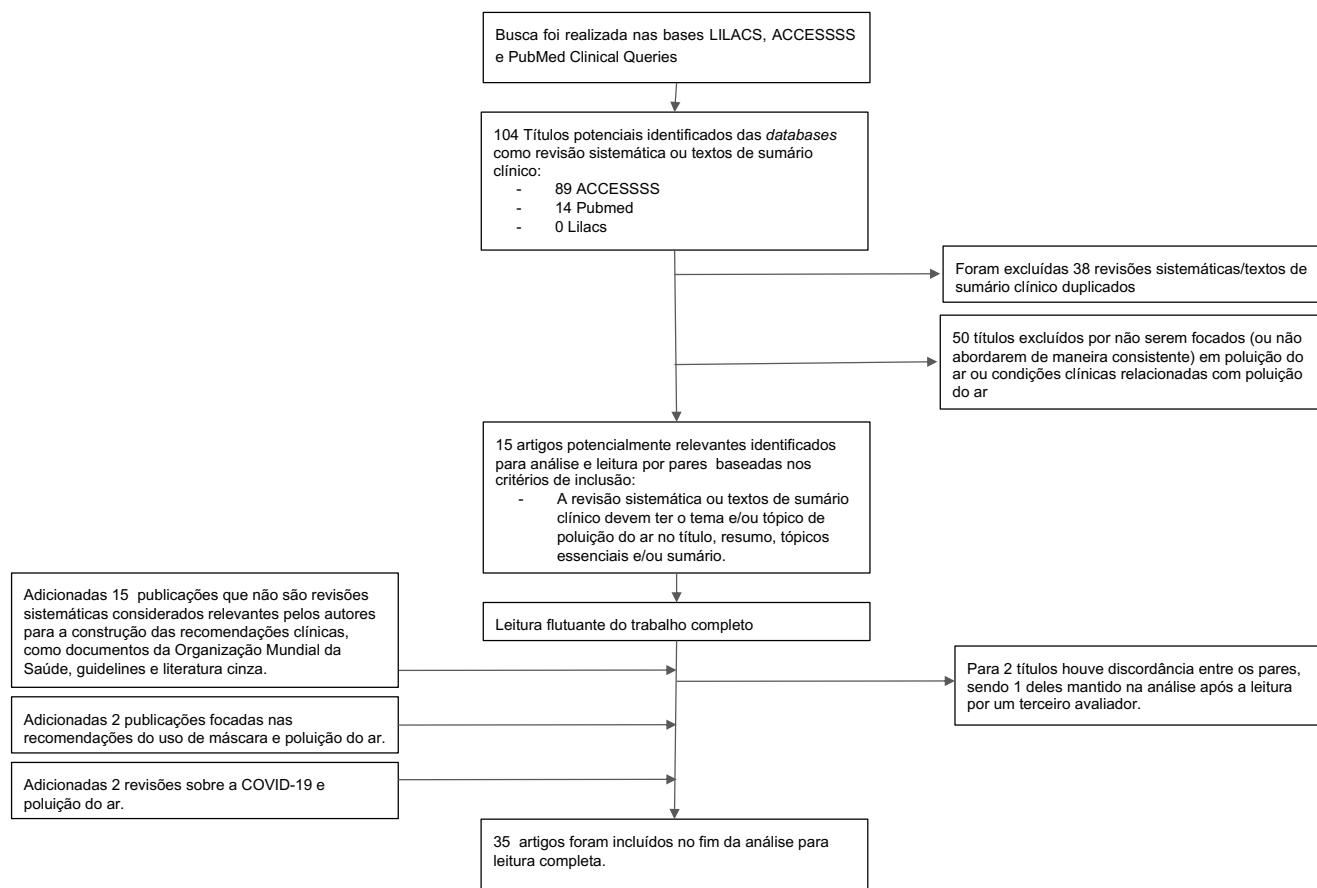 Busca foi realizada nas bases LILACS, ACCESSSS
e PubMed Clinical Queries
104 Títulos potenciais identificados das databases
como revisão sistemática ou textos de sumário
clínico:
- 89 ACCESSSS
- 14 Pubmed
- 0 Lilacs
Foram excluídas 38 revisões sistemáticas/textos de
sumário clínico duplicados
50 títulos excluídos por não serem focados (ou não
abordarem de maneira consistente) em poluição do
ar ou condições clínicas relacionadas com poluição
do ar
15 artigos potencialmente relevantes identificados
para análise e leitura por pares baseadas nos
critérios de inclusão:
- A revisão sistemática ou textos de sumário
clínico devem ter o tema e/ou tópico de
poluição do ar no título, resumo, tópicos
essenciais e/ou sumário.
Leitura flutuante do trabalho completo
Adicionadas 15 publicações que não são revisões
sistemáticas considerados relevantes pelos autores
para a construção das recomendações clínicas,
como documentos da Organização Mundial da
Saúde, guidelines e literatura cinza.
Para 2 títulos houve discordância entre os pares,
sendo 1 deles mantido na análise após a leitura
por um terceiro avaliador.
Adicionadas 2 publicações focadas nas
recomendações do uso de máscara e poluição do ar.
Adicionadas 2 revisões sobre a COVID-19 e
poluição do ar.
35 artigos foram incluídos no fim da análise para
leitura completa.